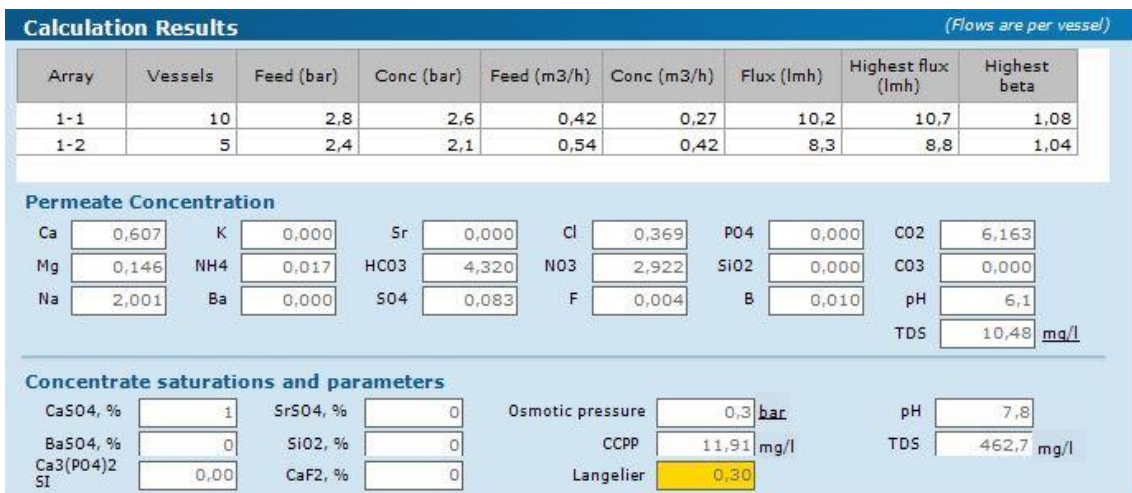 Calculation Results (Flows are per vessel)
Array Vessels Feed (bar) Conc (bar) Feed (m3/h) Conc (m3/h) Flux (lmh) Highest flux (lmh) Highest beta
1-1 10 2,8 2,6 0,42 0,27 10,2 10,7 1,08
1-2 5 2,4 2,1 0,54 0,42 8,3 8,8 1,04
Permeate Concentration
Ca 0,607 K 0,000 Sr 0,000 Cl 0,369 PO4 0,000 CO2 6,163
Mg 0,146 NH4 0,017 HCO3 4,320 NO3 2,922 SiO2 0,000 CO3 0,000
Na 2,001 Ba 0,000 SO4 0,083 F 0,004 B 0,010 pH 6,1
TDS 10,48 mg/l
Concentrate saturations and parameters
CaSO4, % 1 SrSO4, % 0 Osmotic pressure 0,3 bar pH 7,8
BaSO4, % 0 SiO2, % 0 CCPP 11,91 mg/l TDS 462,7 mg/l
Ca3(PO4)2 SI 0,00 CaF2, % 0 Langelier 0,30